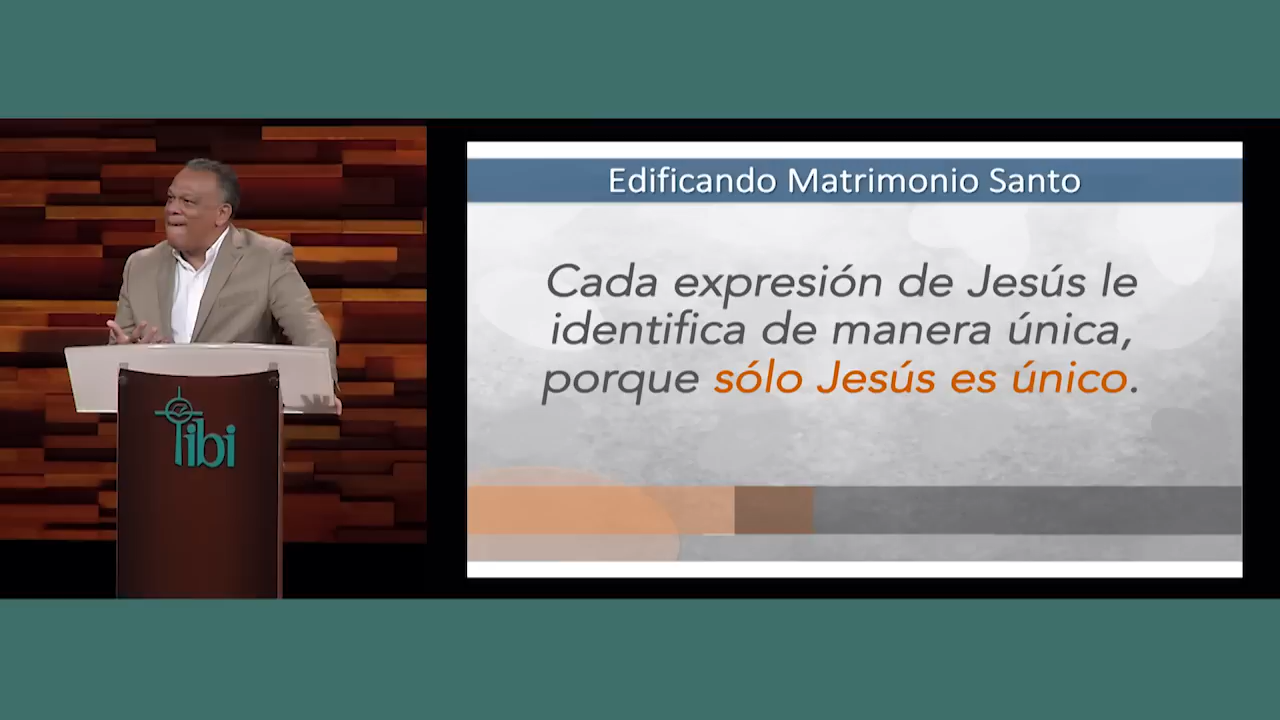 Edificando Matrimonio Santo
Cada expresión de Jesús le
identifica de manera única,
porque sólo Jesús es único.
ibi